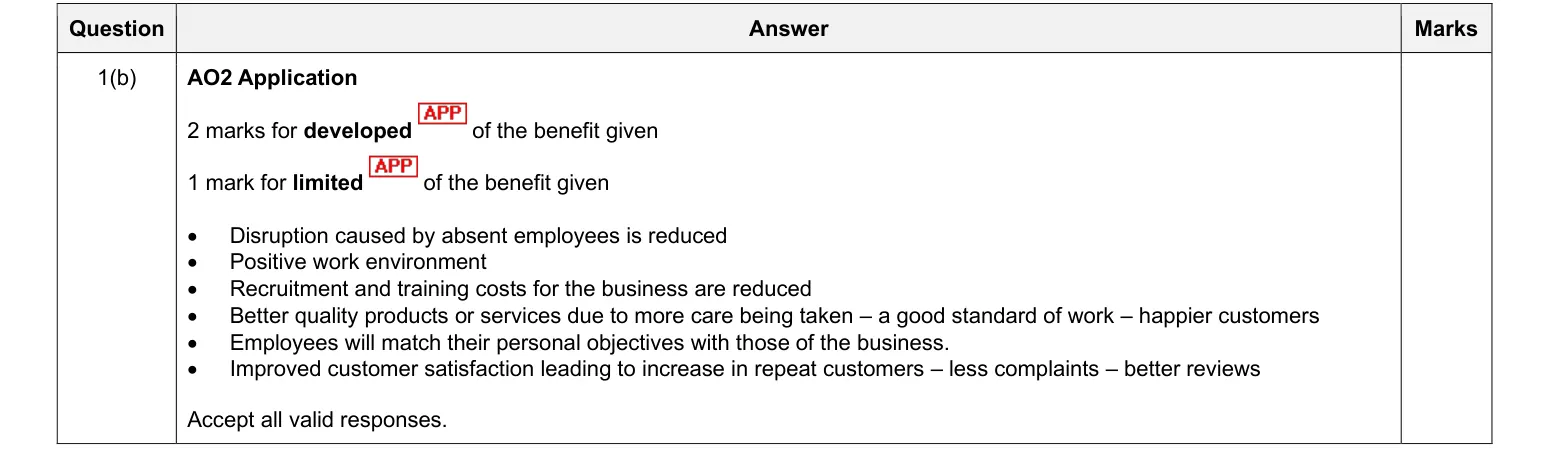 Question Answer Marks
1(b) AO2 Application
2 marks for developed APP of the benefit given
1 mark for limited APP of the benefit given
• Disruption caused by absent employees is reduced
• Positive work environment
• Recruitment and training costs for the business are reduced
• Better quality products or services due to more care being taken – a good standard of work – happier customers
• Employees will match their personal objectives with those of the business.
• Improved customer satisfaction leading to increase in repeat customers – less complaints – better reviews
Accept all valid responses.